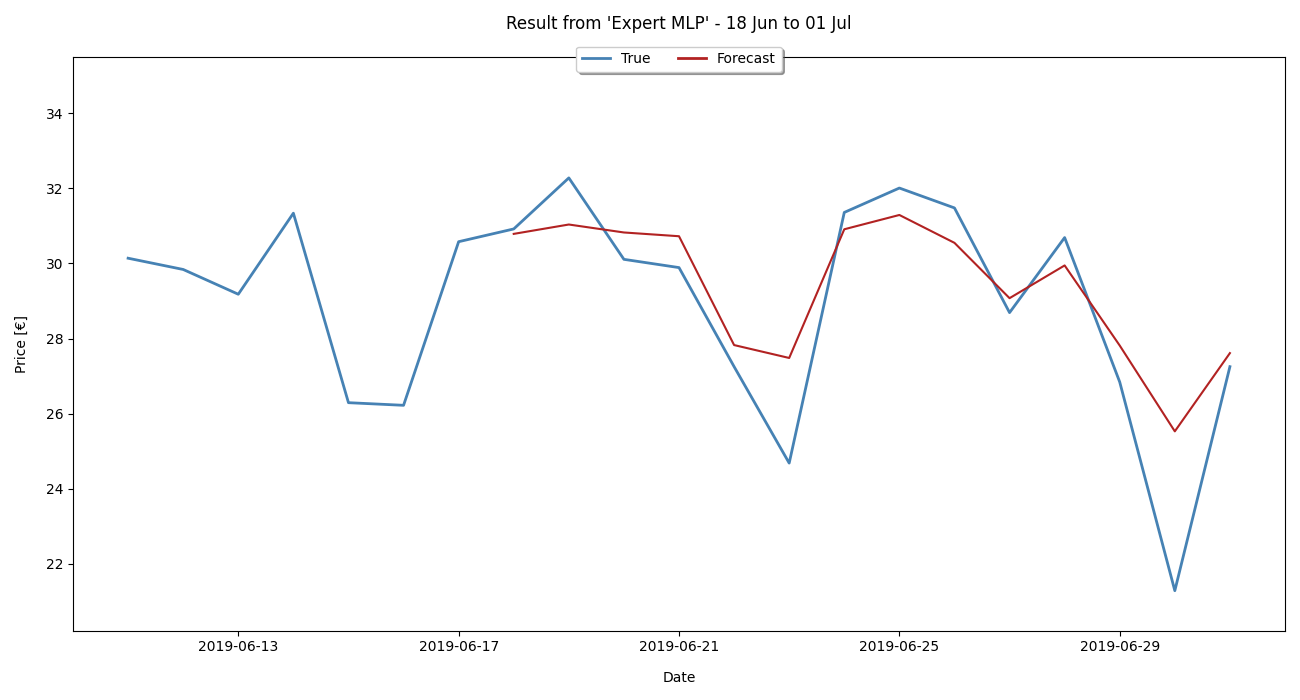 Result from 'Expert MLP' - 18 Jun to 01 Jul
True Forecast
34
32
30
28
26
24
22
Price [€]
2019-06-13 2019-06-17 2019-06-21 2019-06-25 2019-06-29
Date